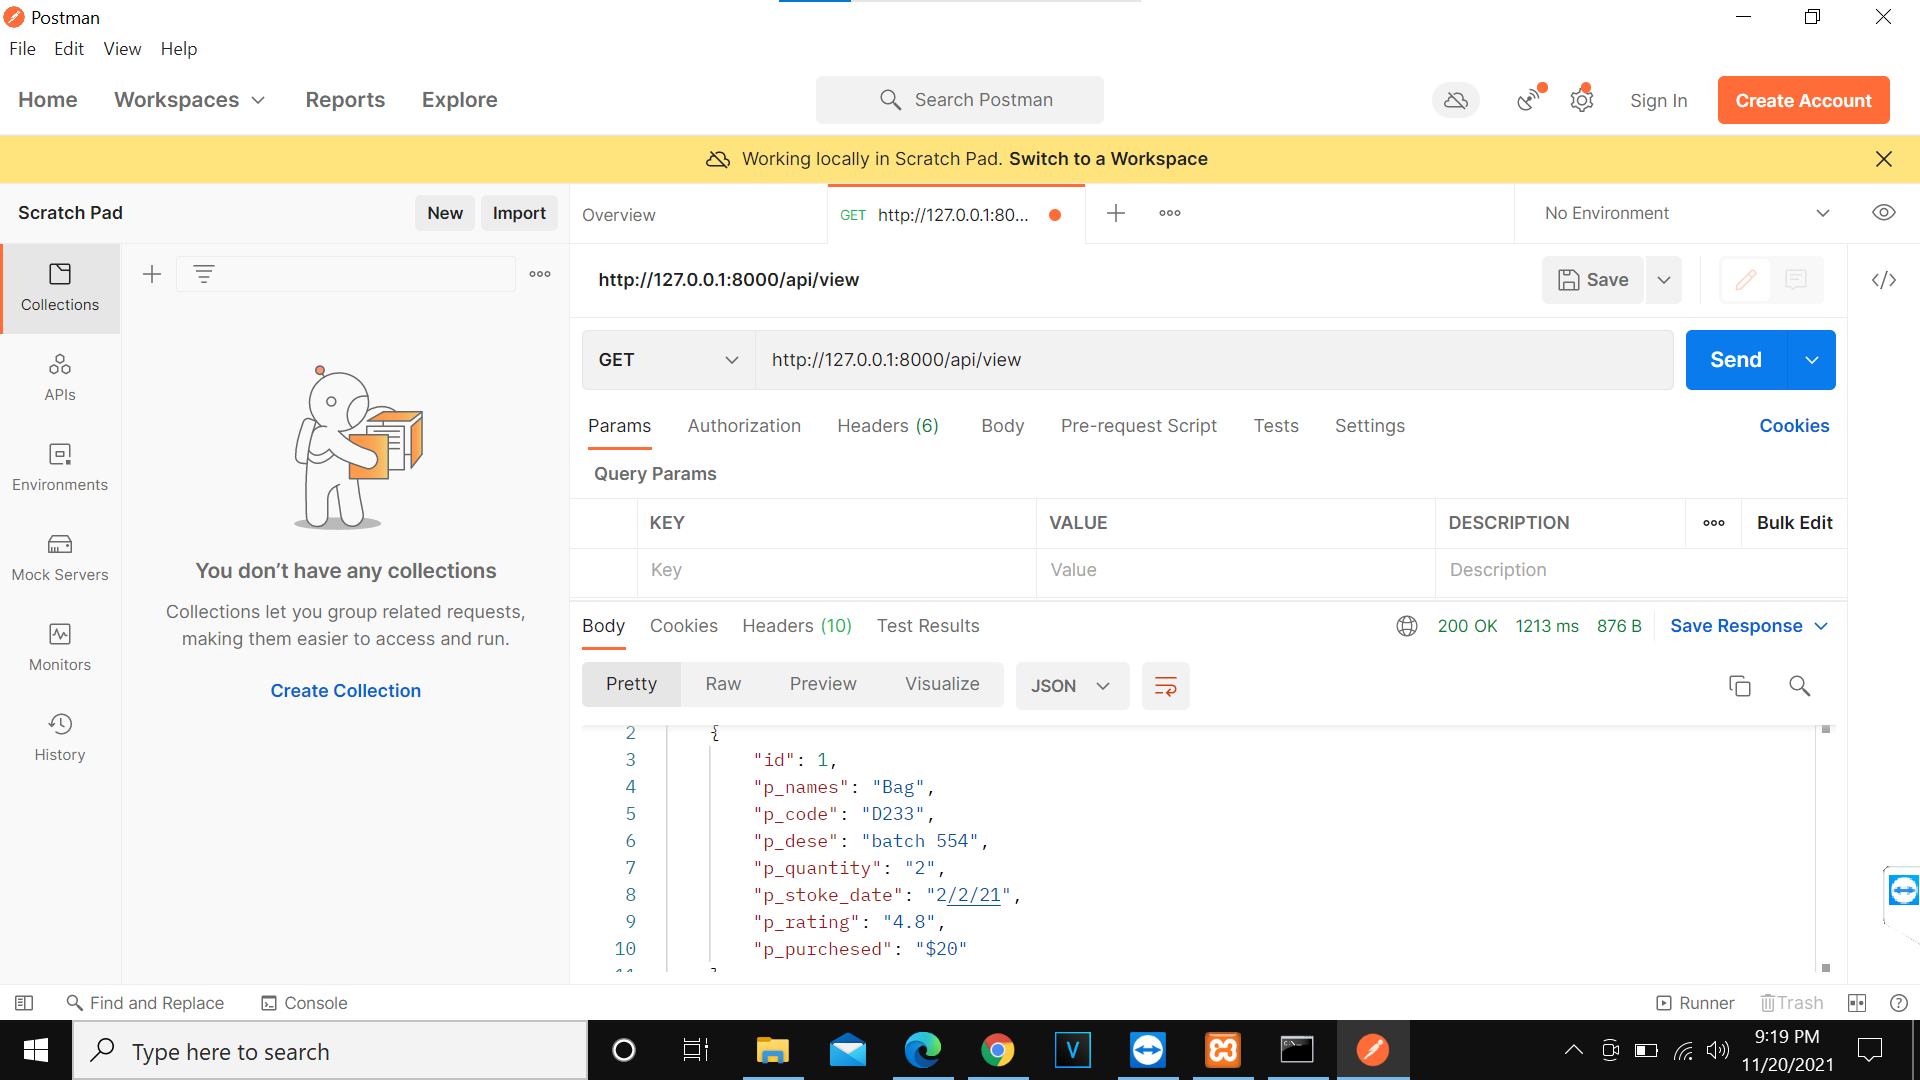 Postman
File Edit View Help
Home Workspaces Reports Explore
Search Postman
Sign In
Create Account
Working locally in Scratch Pad. Switch to a Workspace
Scratch Pad
New Import
Overview
GET http://127.0.0.1:80...
No Environment
Collections
APIs
Environments
Mock Servers
Monitors
History
You don't have any collections
Collections let you group related requests,
making them easier to access and run.
Create Collection
http://127.0.0.1:8000/api/view
Save
GET http://127.0.0.1:8000/api/view
Send
Params Authorization Headers (6) Body Pre-request Script Tests Settings Cookies
Query Params
KEY VALUE DESCRIPTION Bulk Edit
Key Value Description
Body Cookies Headers (10) Test Results 200 OK 1213 ms 876 B Save Response
Pretty Raw Preview Visualize JSON
2 {
3 "id": 1,
4 "p_names": "Bag",
5 "p_code": "D233",
6 "p_dese": "batch 554",
7 "p_quantity": "2",
8 "p_stoke_date": "2/2/21",
9 "p_rating": "4.8",
10 "p_purchesed": "$20"
Find and Replace Console
Runner Trash
Type here to search
9:19 PM
11/20/2021